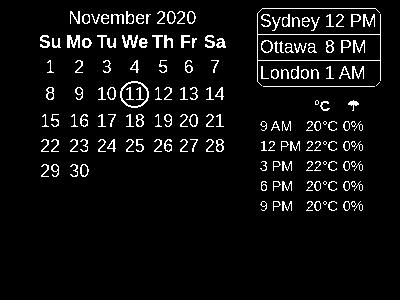 November 2020
Su Mo Tu We Th Fr Sa
1 2 3 4 5 6 7
8 9 10 11 12 13 14
15 16 17 18 19 20 21
22 23 24 25 26 27 28
29 30
Sydney 12 PM
Ottawa 8 PM
London 1 AM
°C ☂
9 AM 20°C 0%
12 PM 22°C 0%
3 PM 22°C 0%
6 PM 20°C 0%
9 PM 20°C 0%